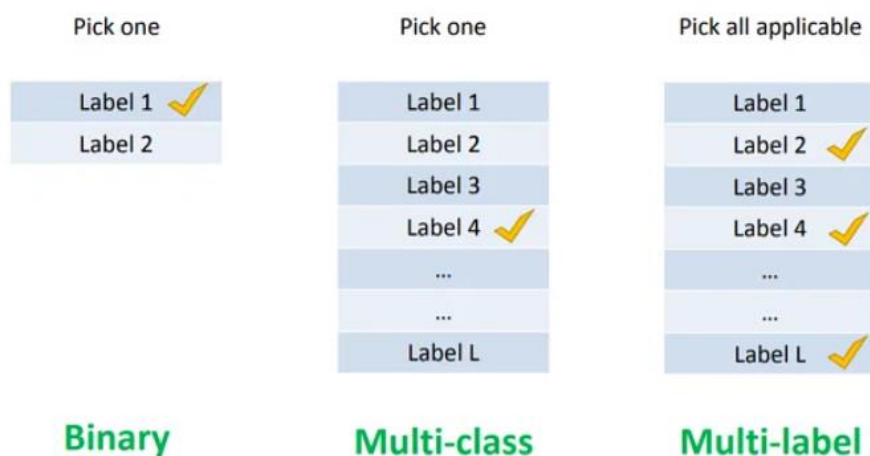 Pick one
Label 1
Label 2
Binary
Pick one
Label 1
Label 2
Label 3
Label 4
...
...
Label L
Multi-class
Pick all applicable
Label 1
Label 2
Label 3
Label 4
...
...
Label L
Multi-label